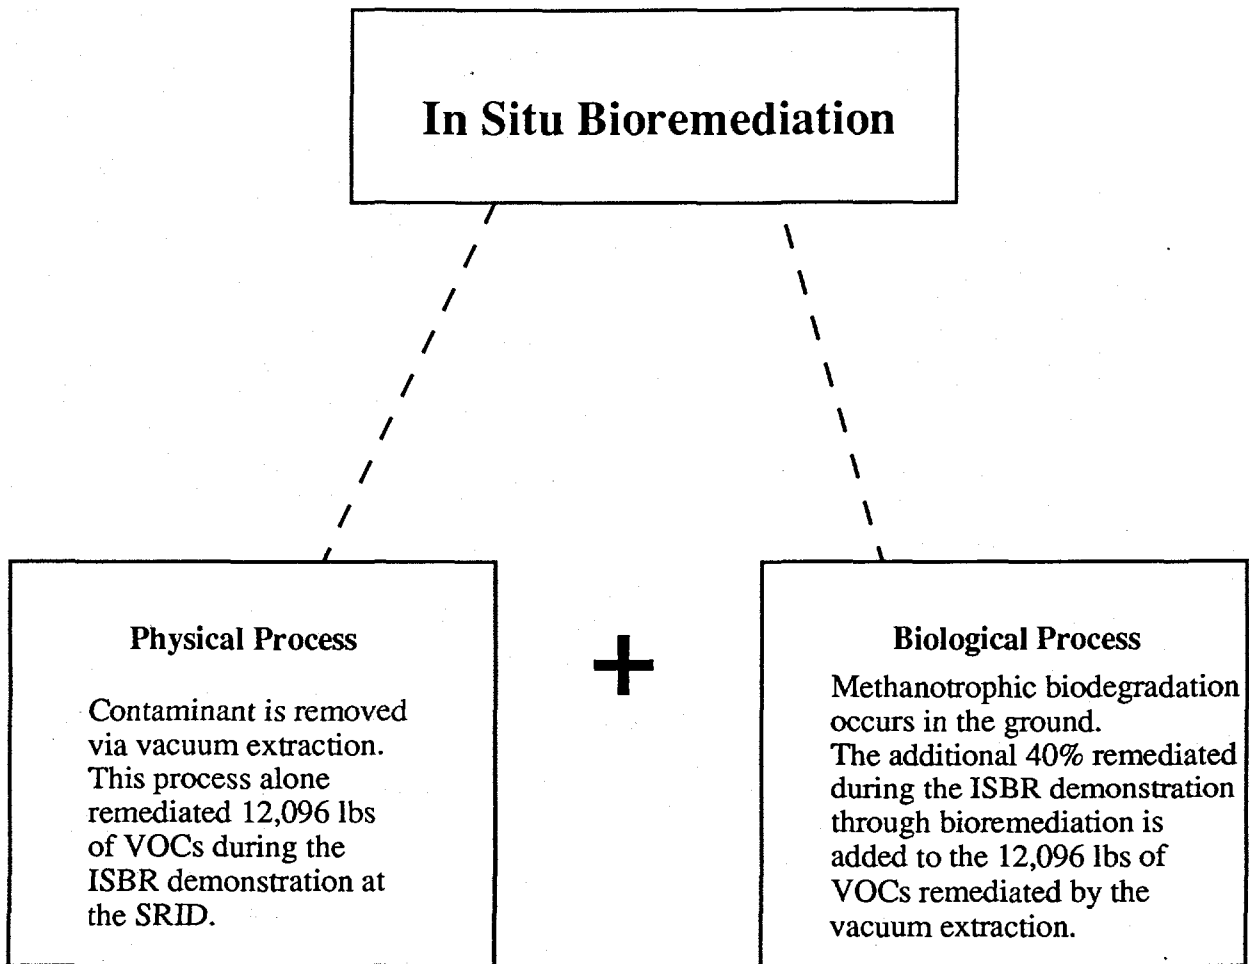 In Situ Bioremediation
Physical Process
Contaminant is removed
via vacuum extraction.
This process alone
remediated 12,096 lbs
of VOCs during the
ISBR demonstration at
the SRID.
+
Biological Process
Methanotrophic biodegradation
occurs in the ground.
The additional 40% remediated
during the ISBR demonstration
through bioremediation is
added to the 12,096 lbs of
VOCs remediated by the
vacuum extraction.